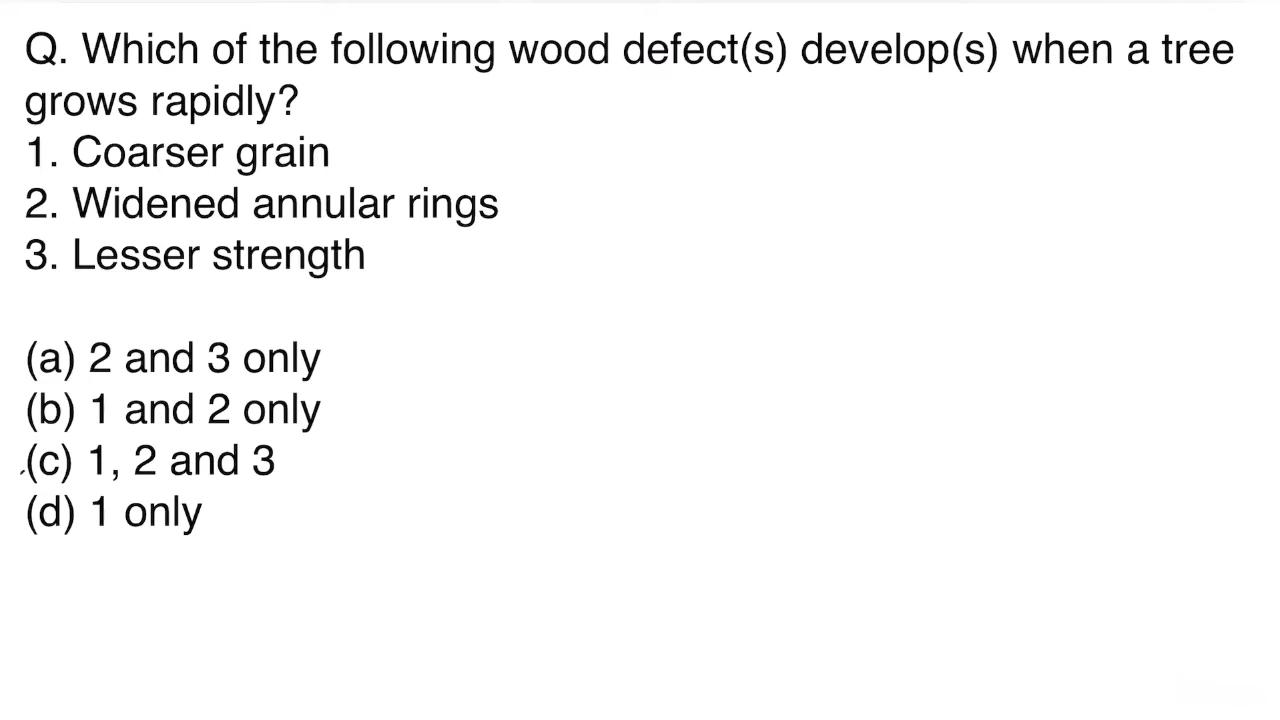 Q. Which of the following wood defect(s) develop(s) when a tree
grows rapidly?
1. Coarser grain
2. Widened annular rings
3. Lesser strength
(a) 2 and 3 only
(b) 1 and 2 only
(c) 1, 2 and 3
(d) 1 only